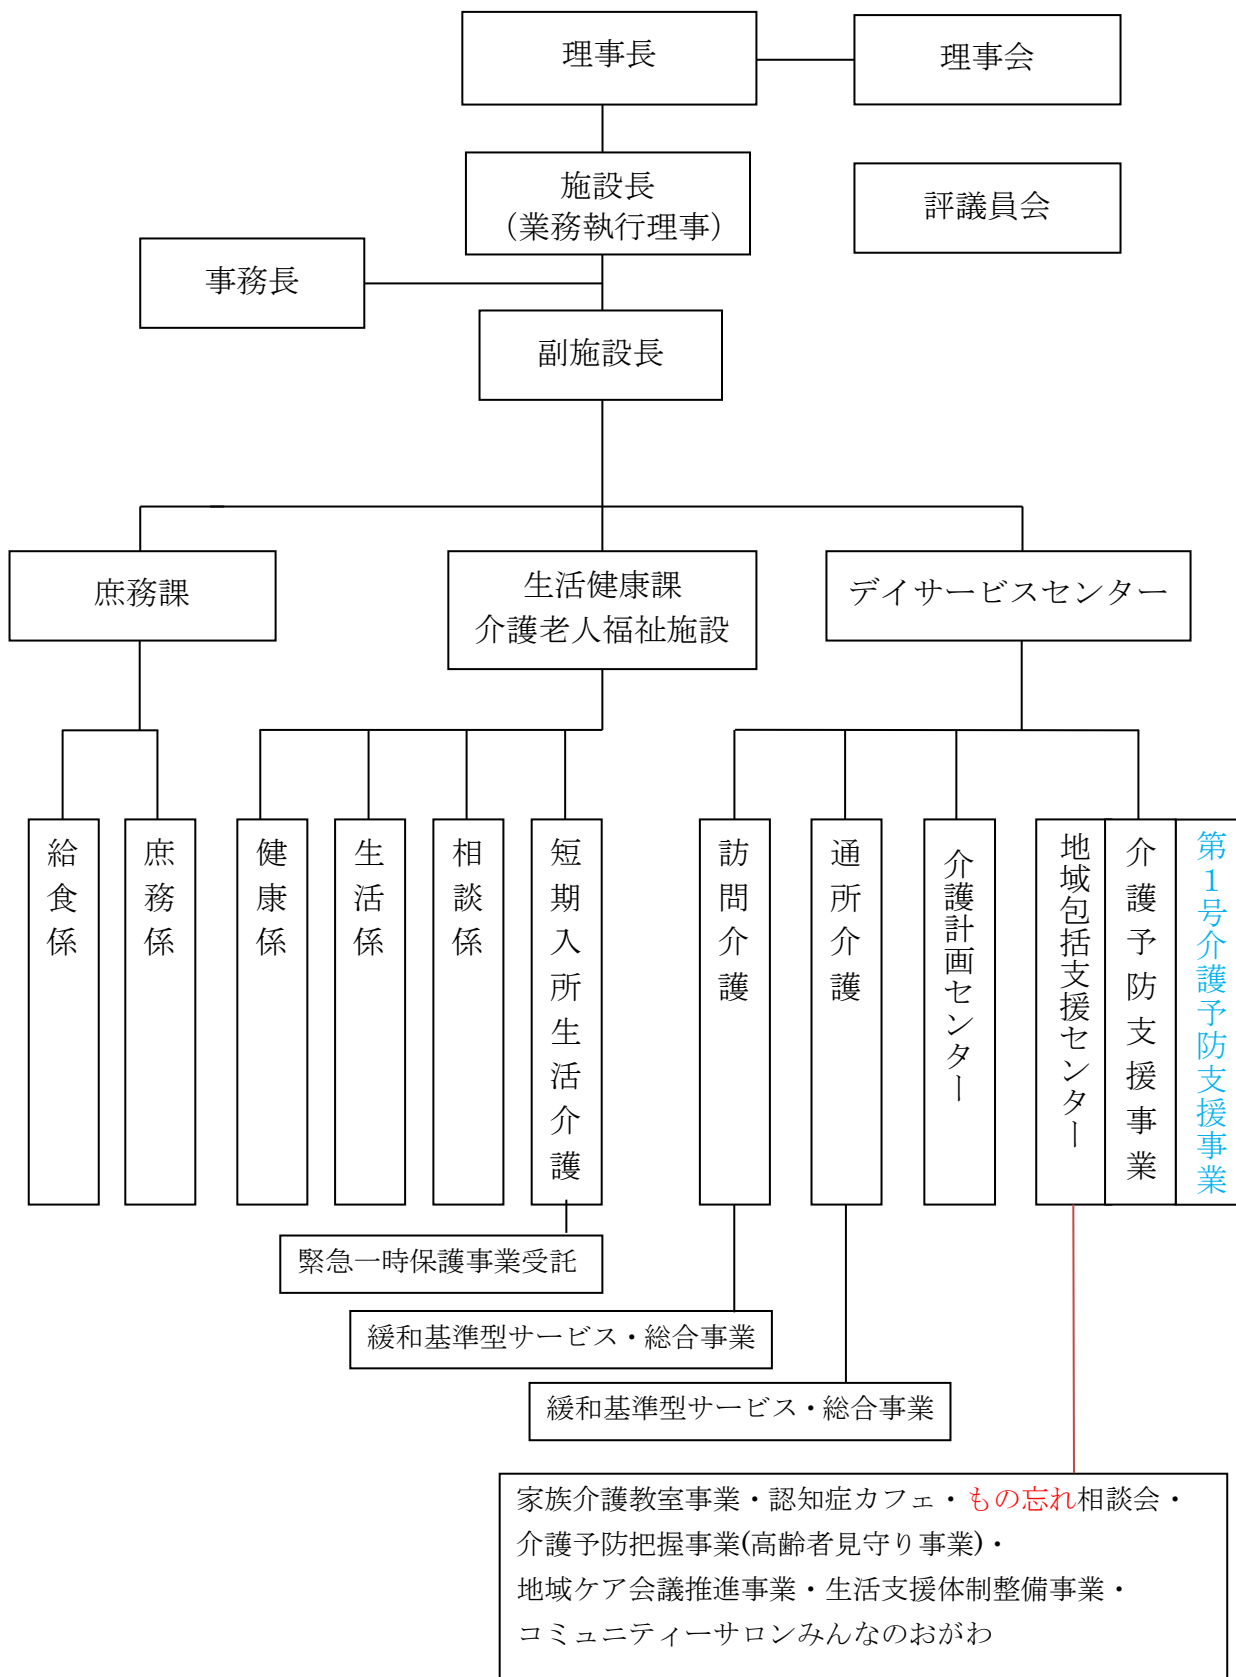 理事長
理事会
施設長
（業務執行理事）
評議員会
事務長
副施設長
庶務課
生活健康課
介護老人福祉施設
デイサービスセンター
給食係
庶務係
健康係
生活係
相談係
短期入所生活介護
訪問介護
通所介護
介護計画センター
地域包括支援センター
介護予防支援事業
第１号介護予防支援事業
緊急一時保護事業受託
緩和基準型サービス・総合事業
緩和基準型サービス・総合事業
家族介護教室事業・認知症カフェ・もの忘れ相談会・
介護予防把握事業(高齢者見守り事業)・
地域ケア会議推進事業・生活支援体制整備事業・
コミュニティーサロンみんなのおがわ